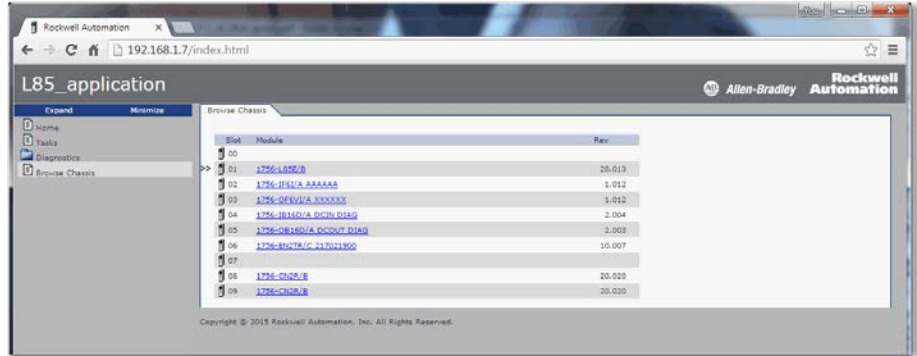 Rockwell Automation
192.168.1.7/index.html
L85_application
Allen-Bradley
Rockwell
Automation
Expand Minimize
Browse Chassis
Home
Tasks
Diagnostics
Browse Chassis
Slot Module Rev
00
>> 01 1756-L85E/B 28.013
02 1756-IF6I/A AAAAAA 1.012
03 1756-OF6VI/A XXXXXX 1.012
04 1756-IB16D/A DCIN DIAG 2.004
05 1756-OB16D/A DCOUT DIAG 2.003
06 1756-EN2TR/C 217021900 10.007
07
08 1756-CN2R/B 20.020
09 1756-CN2R/B 20.020
Copyright © 2015 Rockwell Automation, Inc. All Rights Reserved.